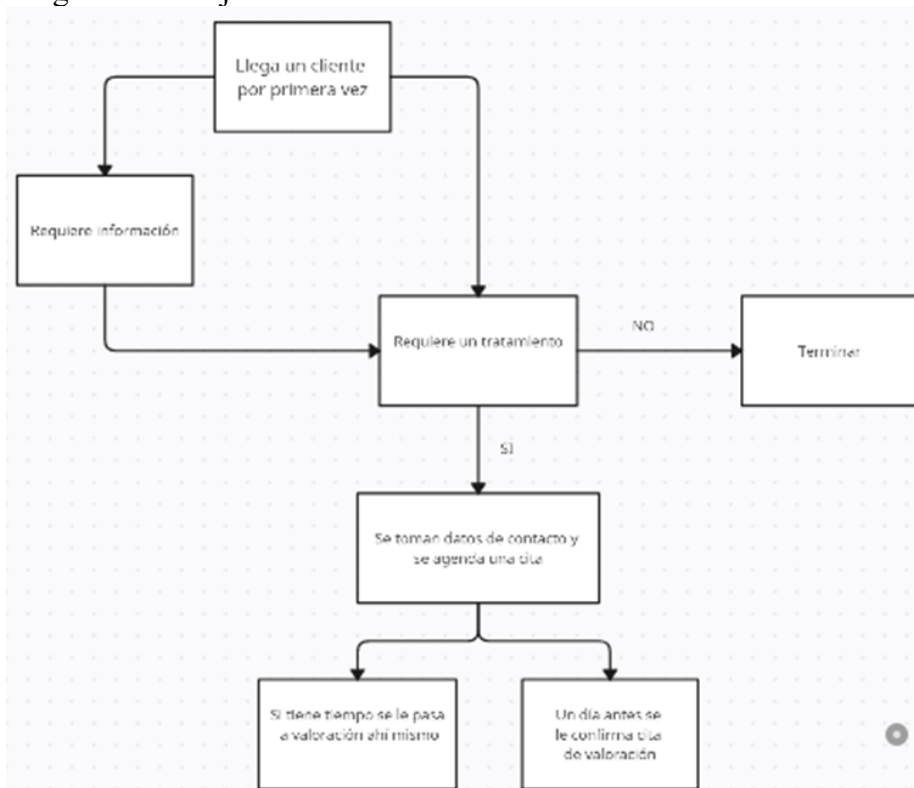 Llega un cliente
por primera vez
Requiere información
Requiere un tratamiento
NO
Terminar
SI
Se toman datos de contacto y
se agenda una cita
Si tiene tiempo se le pasa
a valoración ahí mismo
Un día antes se
le confirma cita
de valoración